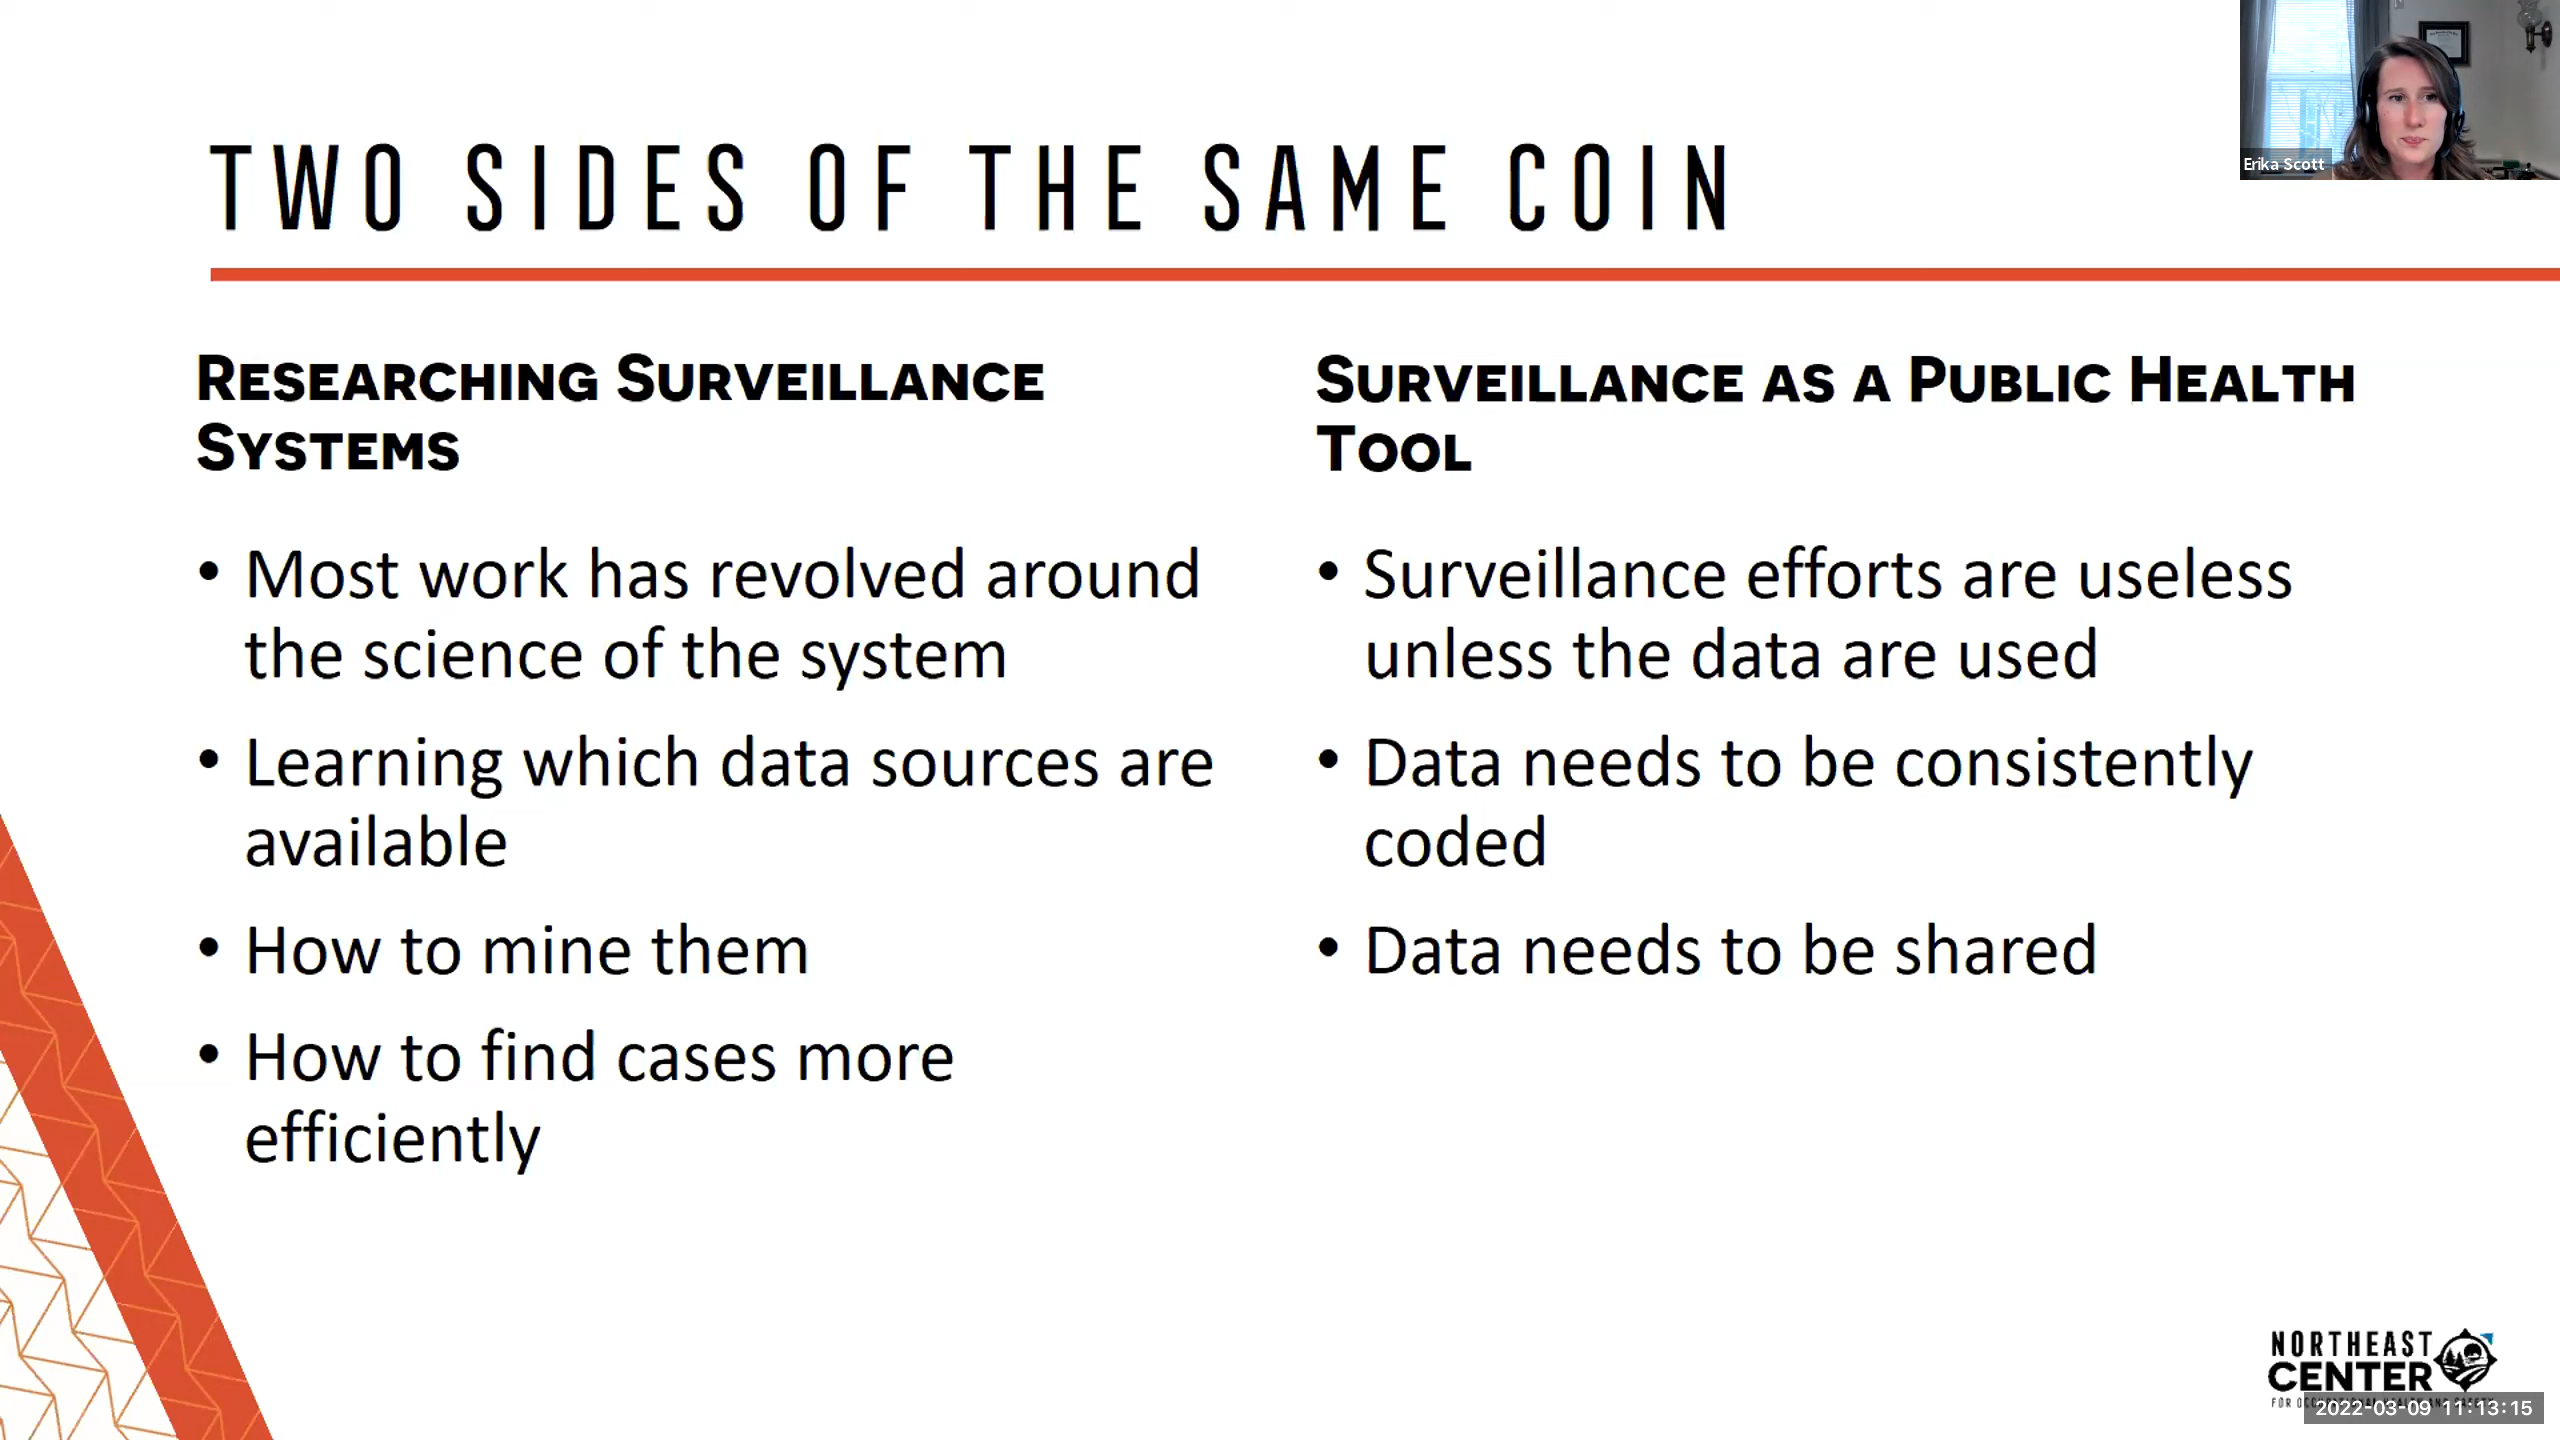 TWO SIDES OF THE SAME COIN
Erika Scott
RESEARCHING SURVEILLANCE
SYSTEMS
• Most work has revolved around
the science of the system
• Learning which data sources are
available
• How to mine them
• How to find cases more
efficiently
SURVEILLANCE AS A PUBLIC HEALTH
TOOL
• Surveillance efforts are useless
unless the data are used
• Data needs to be consistently
coded
• Data needs to be shared
NORTHEAST
CENTER
2022-03-09 11:13:15